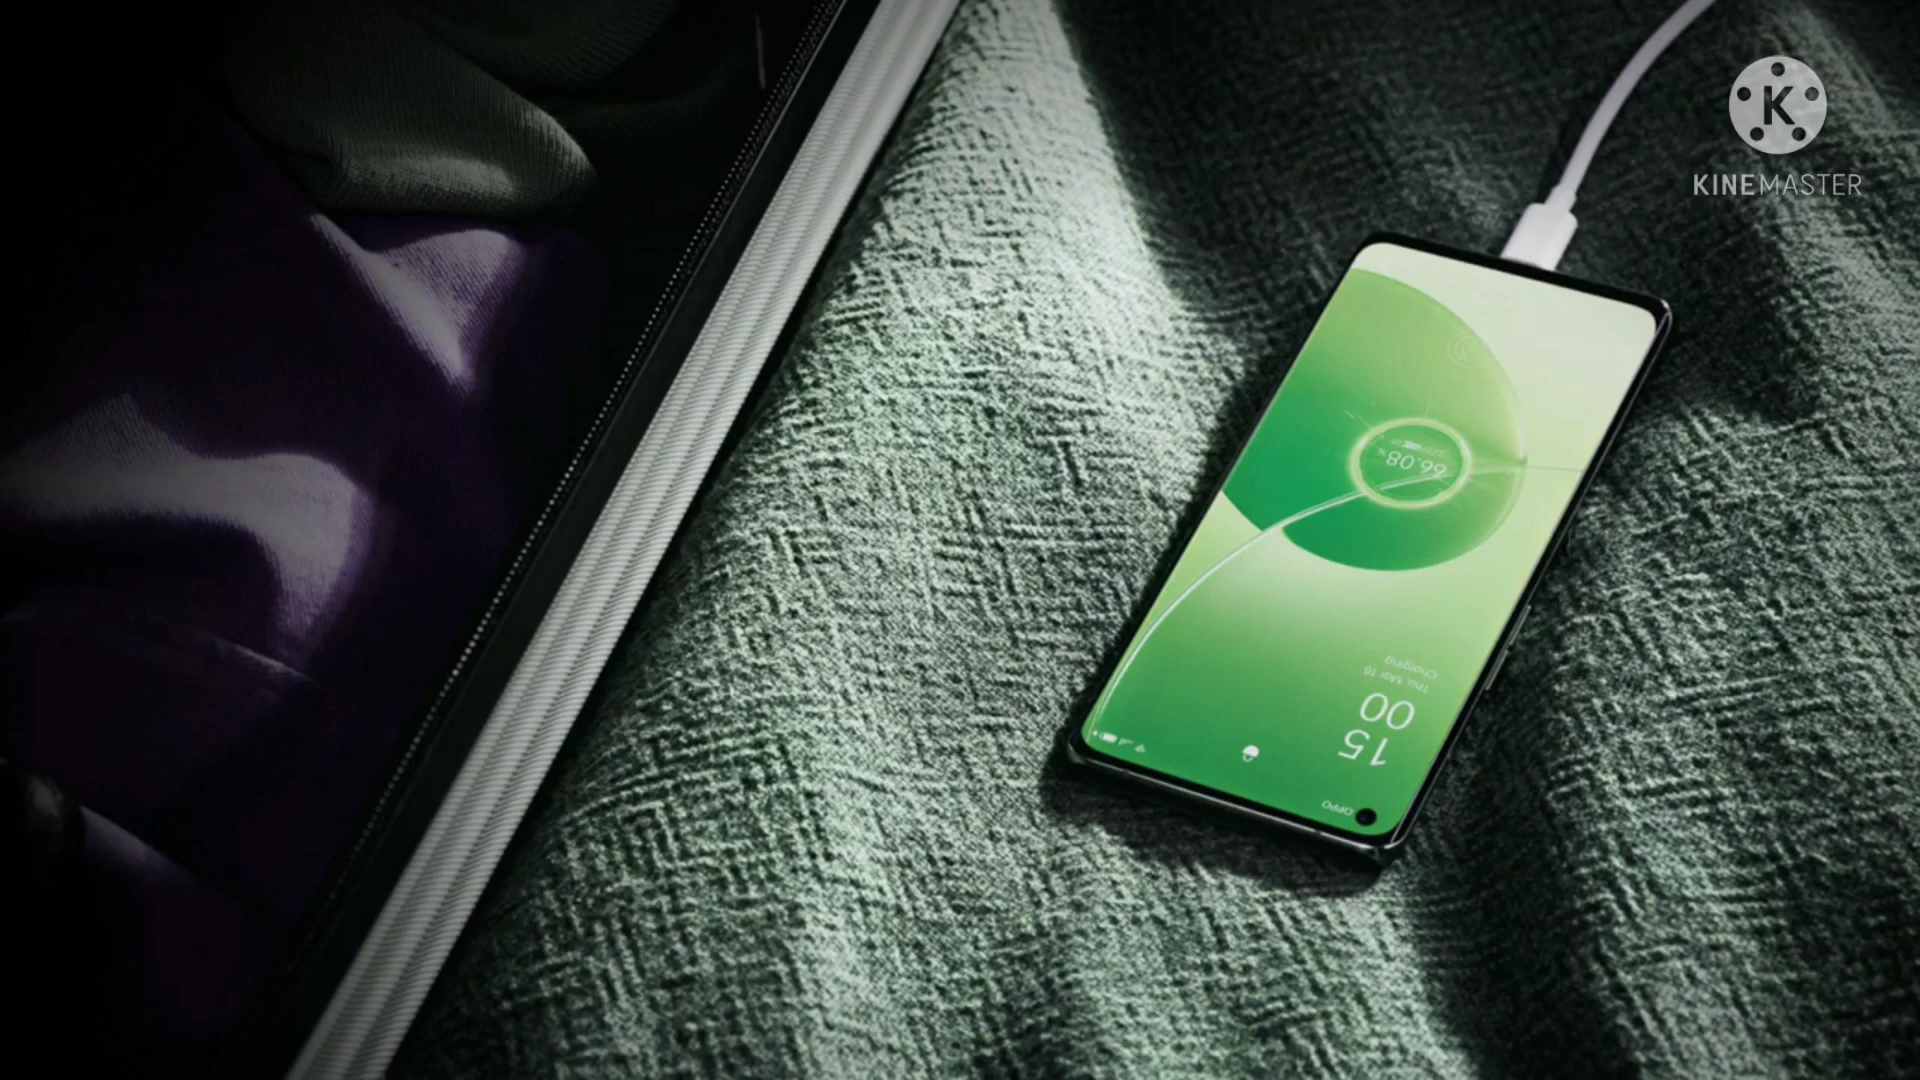 K
KINEMASTER
66.08%
Charging
Thu, Mar 18
00
15
OPPO